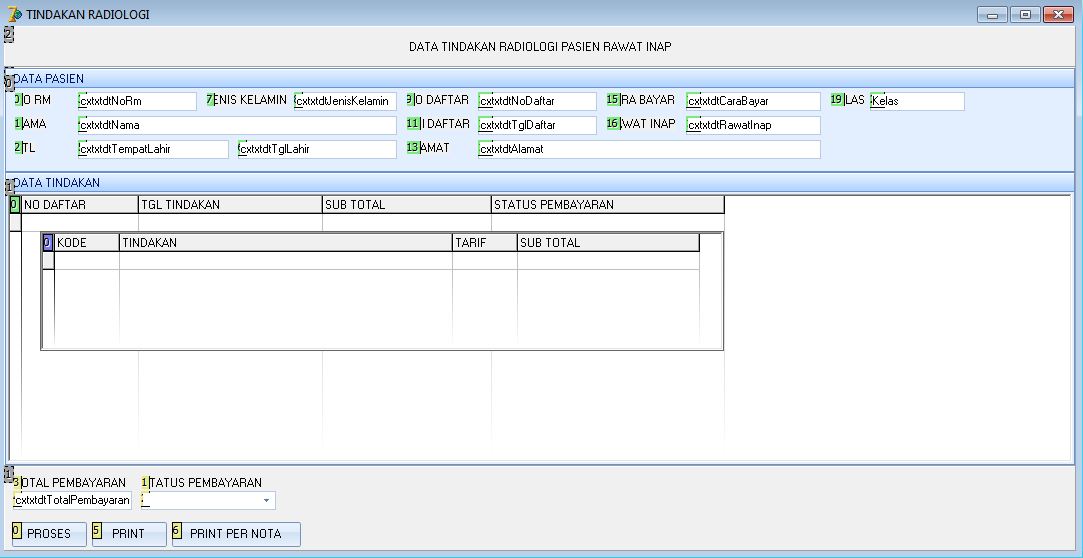 TINDAKAN RADIOLOGI
2
DATA TINDAKAN RADIOLOGI PASIEN RAWAT INAP
0 DATA PASIEN
0 O RM cxtxtdtNoRm 7 ENIS KELAMIN cxtxtdtJenisKelamin 9 O DAFTAR cxtxtdtNoDaftar 15 RA BAYAR cxtxtdtCaraBayar 19 LAS Kelas
1 AMA cxtxtdtNama 11 I DAFTAR cxtxtdtTglDaftar 16 WAT INAP cxtxtdtRawatInap
2 TL cxtxtdtTempatLahir cxtxtdtTglLahir 13 AMAT cxtxtdtAlamat
1 DATA TINDAKAN
0 NO DAFTAR TGL TINDAKAN SUB TOTAL STATUS PEMBAYARAN
0 KODE TINDAKAN TARIF SUB TOTAL
1
3 OTAL PEMBAYARAN 1 TATUS PEMBAYARAN
cxtxtdtTotalPembayaran
0 PROSES 5 PRINT 6 PRINT PER NOTA